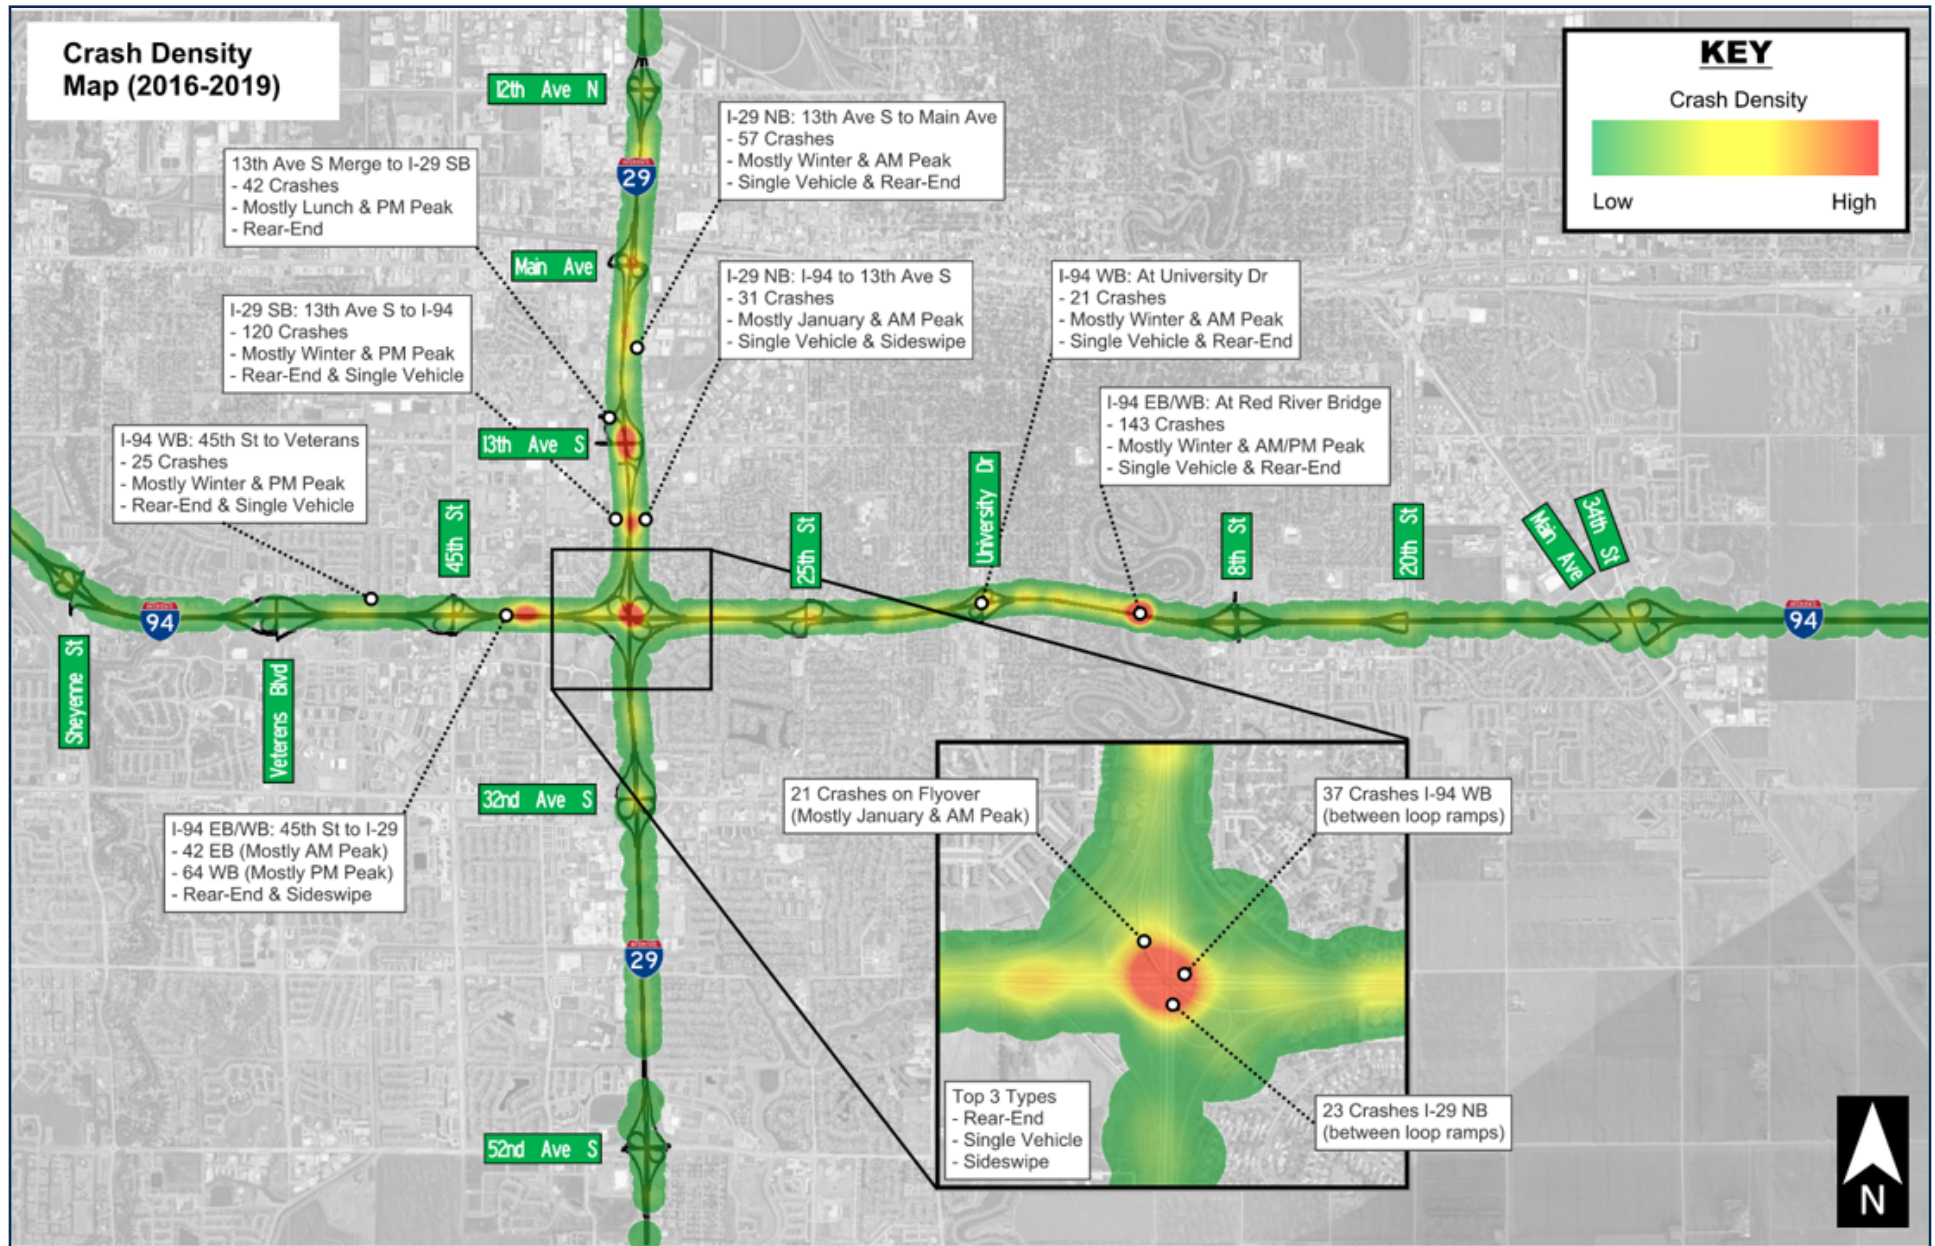 Crash Density
Map (2016-2019)
KEY
Crash Density
Low
High
12th Ave N
INTERSTATE
29
I-29 NB: 13th Ave S to Main Ave
- 57 Crashes
- Mostly Winter & AM Peak
- Single Vehicle & Rear-End
13th Ave S Merge to I-29 SB
- 42 Crashes
- Mostly Lunch & PM Peak
- Rear-End
Main Ave
I-29 NB: I-94 to 13th Ave S
- 31 Crashes
- Mostly January & AM Peak
- Single Vehicle & Sideswipe
I-94 WB: At University Dr
- 21 Crashes
- Mostly Winter & AM Peak
- Single Vehicle & Rear-End
I-29 SB: 13th Ave S to I-94
- 120 Crashes
- Mostly Winter & PM Peak
- Rear-End & Single Vehicle
I-94 EB/WB: At Red River Bridge
- 143 Crashes
- Mostly Winter & AM/PM Peak
- Single Vehicle & Rear-End
13th Ave S
I-94 WB: 45th St to Veterans
- 25 Crashes
- Mostly Winter & PM Peak
- Rear-End & Single Vehicle
45th St
25th St
University Dr
8th St
20th St
Main Ave
34th St
INTERSTATE
94
INTERSTATE
94
Sheyenne St
Veterens Blvd
32nd Ave S
I-94 EB/WB: 45th St to I-29
- 42 EB (Mostly AM Peak)
- 64 WB (Mostly PM Peak)
- Rear-End & Sideswipe
21 Crashes on Flyover
(Mostly January & AM Peak)
37 Crashes I-94 WB
(between loop ramps)
INTERSTATE
29
Top 3 Types
- Rear-End
- Single Vehicle
- Sideswipe
23 Crashes I-29 NB
(between loop ramps)
52nd Ave S
N